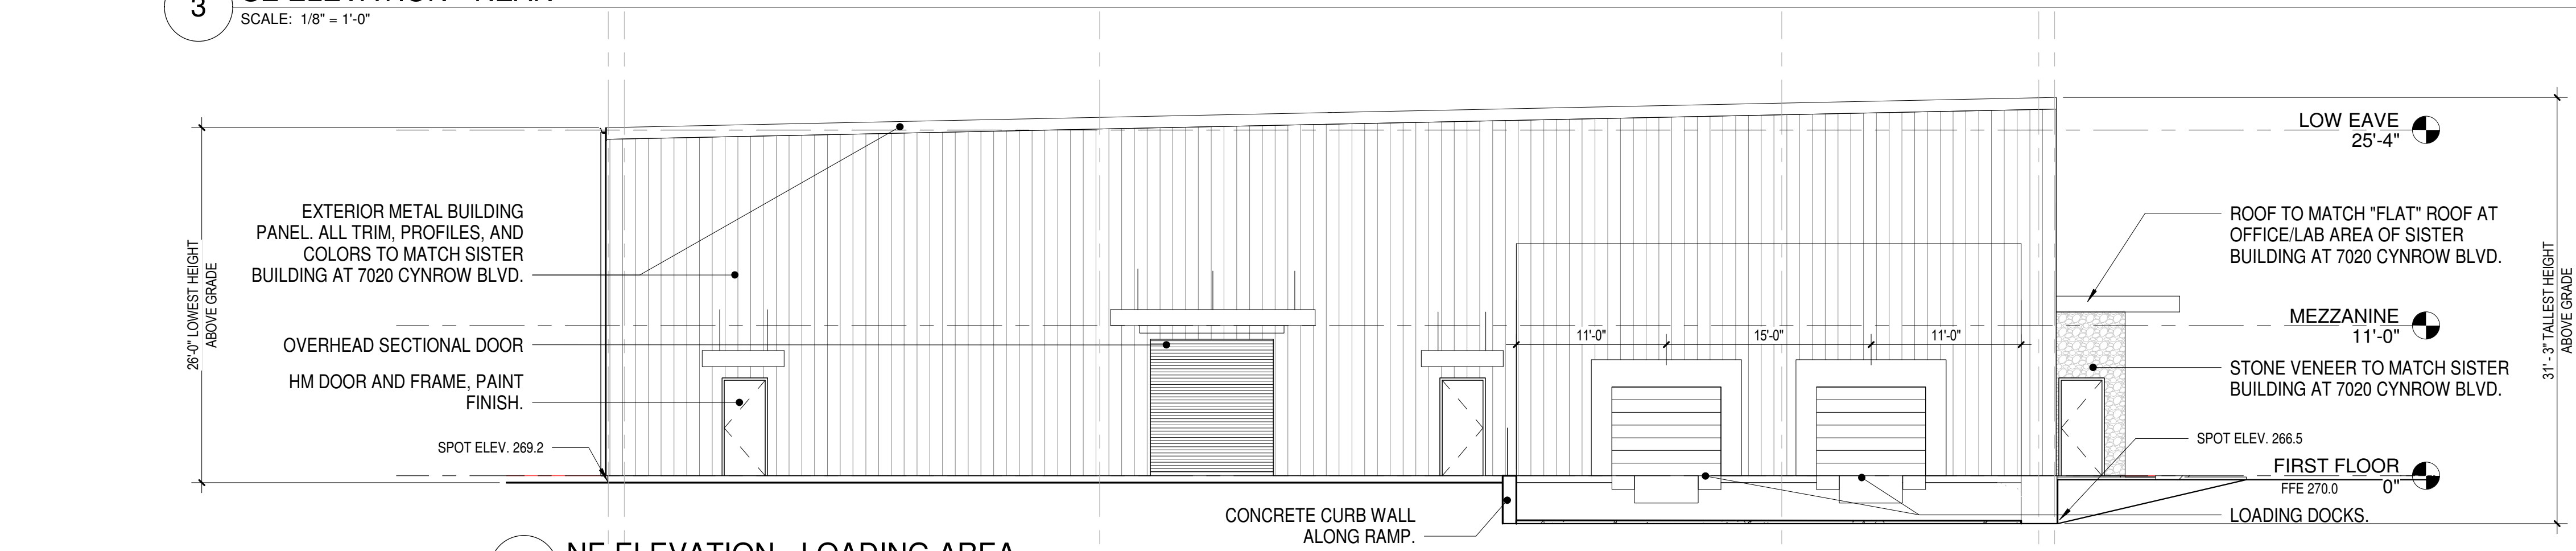 3
SCALE: 1/8" = 1'-0"
LOW EAVE
25'-4"
EXTERIOR METAL BUILDING
PANEL. ALL TRIM, PROFILES, AND
COLORS TO MATCH SISTER
BUILDING AT 7020 CYNROW BLVD.
ROOF TO MATCH "FLAT" ROOF AT
OFFICE/LAB AREA OF SISTER
BUILDING AT 7020 CYNROW BLVD.
26'-0" LOWEST HEIGHT
ABOVE GRADE
31' - 3" TALLEST HEIGHT
ABOVE GRADE
MEZZANINE
11'-0"
11'-0"
15'-0"
11'-0"
OVERHEAD SECTIONAL DOOR
HM DOOR AND FRAME, PAINT
FINISH.
STONE VENEER TO MATCH SISTER
BUILDING AT 7020 CYNROW BLVD.
SPOT ELEV. 269.2
SPOT ELEV. 266.5
FIRST FLOOR
FFE 270.0
0"
CONCRETE CURB WALL
ALONG RAMP.
LOADING DOCKS.
NE ELEVATION - LOADING AREA